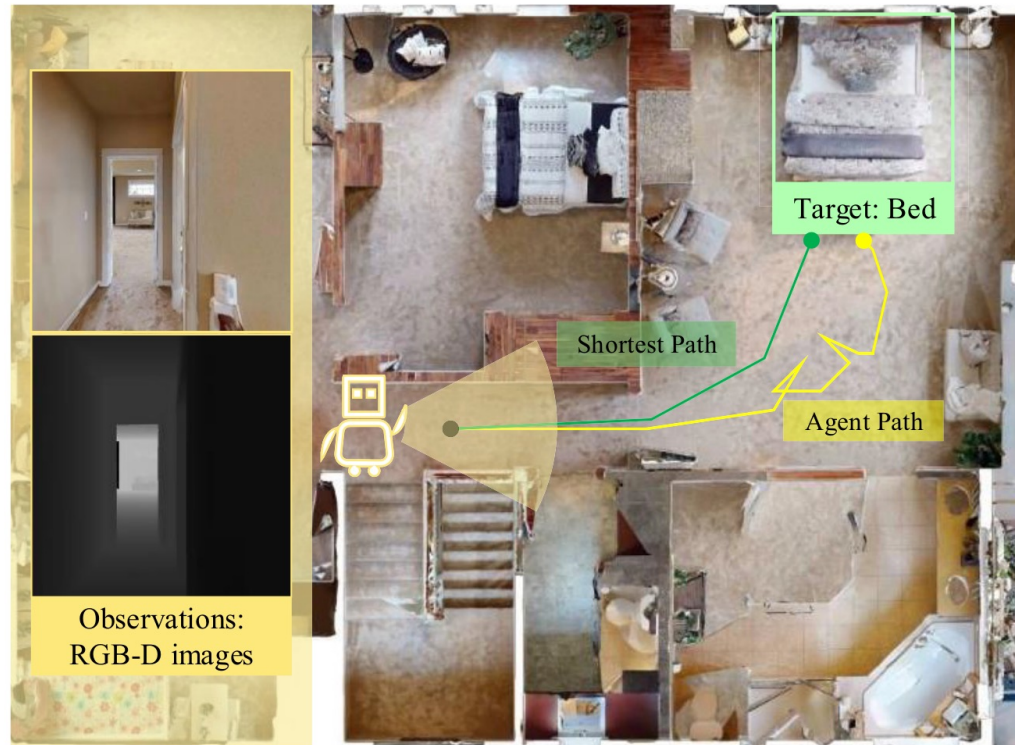 Target: Bed
Shortest Path
Agent Path
Observations:
RGB-D images